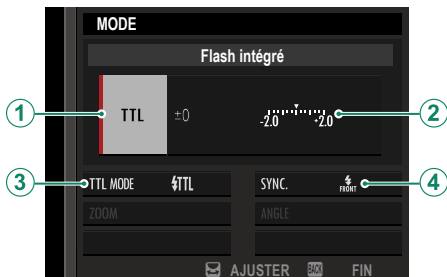 MODE
Flash intégré
1 TTL ±0 -2.0 +2.0 2
3 TTL MODE TTL SYNC. FRONT 4
ZOOM ANGLE
AJUSTER BACK FIN